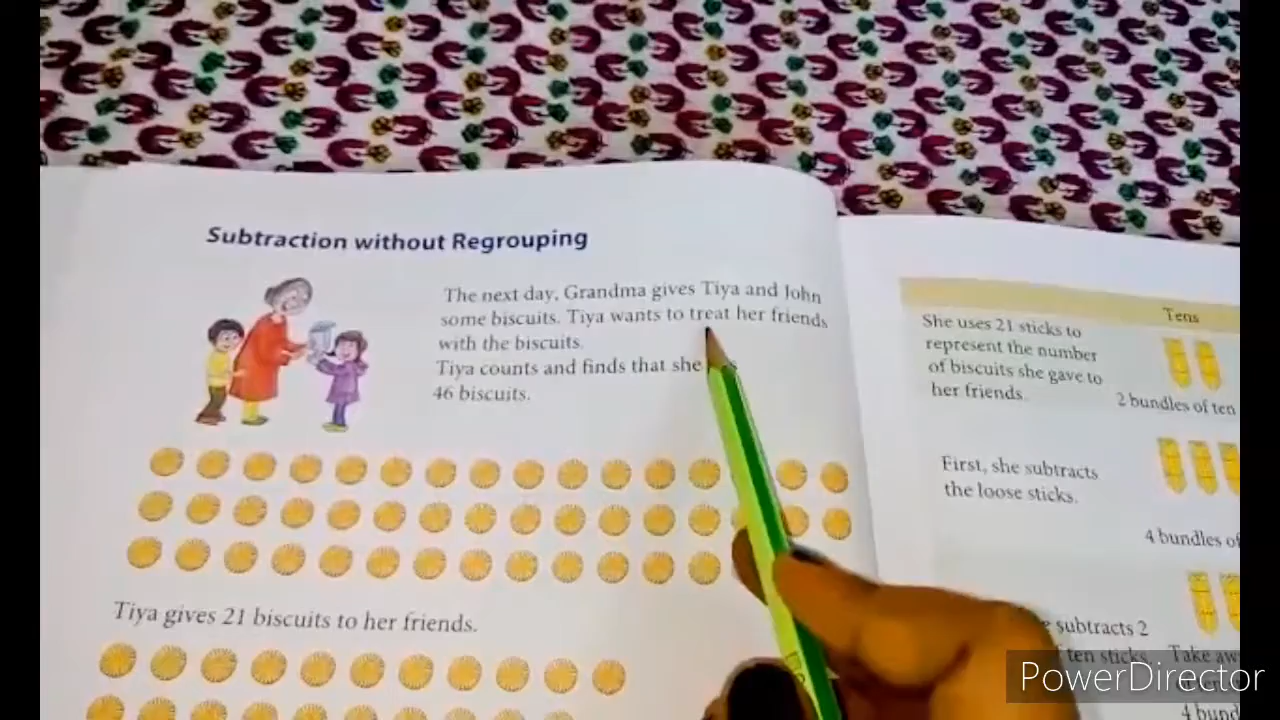 Subtraction without Regrouping
The next day, Grandma gives Tiya and John
some biscuits. Tiya wants to treat her friends
with the biscuits.
Tiya counts and finds that she
46 biscuits.
Tiya gives 21 biscuits to her friends.
Tens
She uses 21 sticks to
represent the number
of biscuits she gave to
her friends.
2 bundles of ten
First, she subtracts
the loose sticks.
4 bundles of
subtracts 2
ten sticks
Take
4
PowerDirector